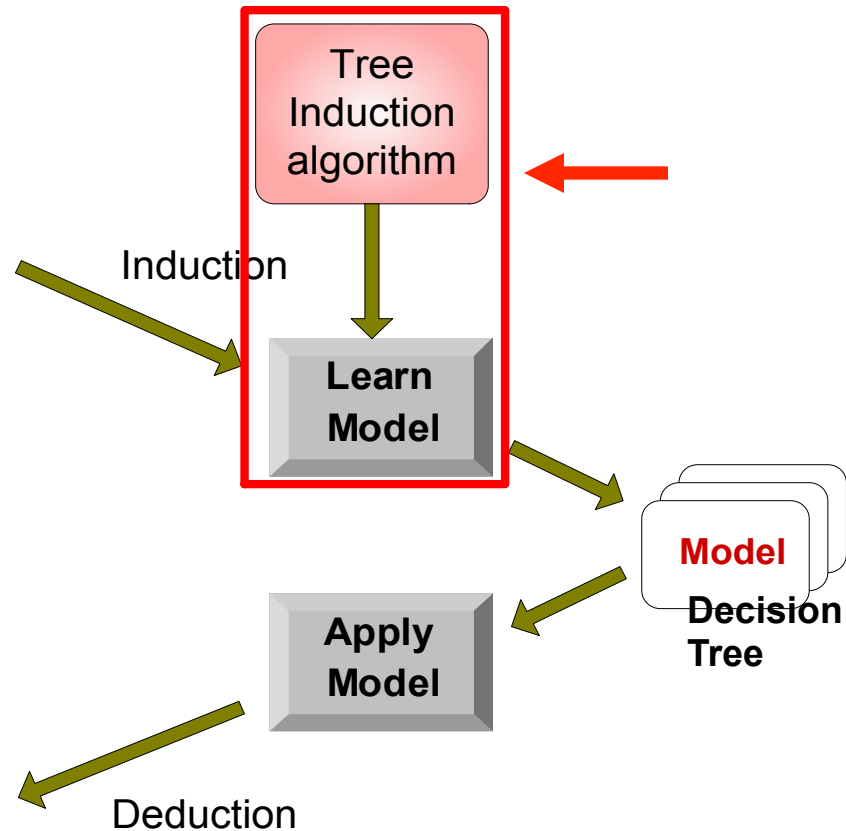 Tree
Induction
algorithm
Induction
Learn
Model
Model
Decision
Tree
Apply
Model
Deduction